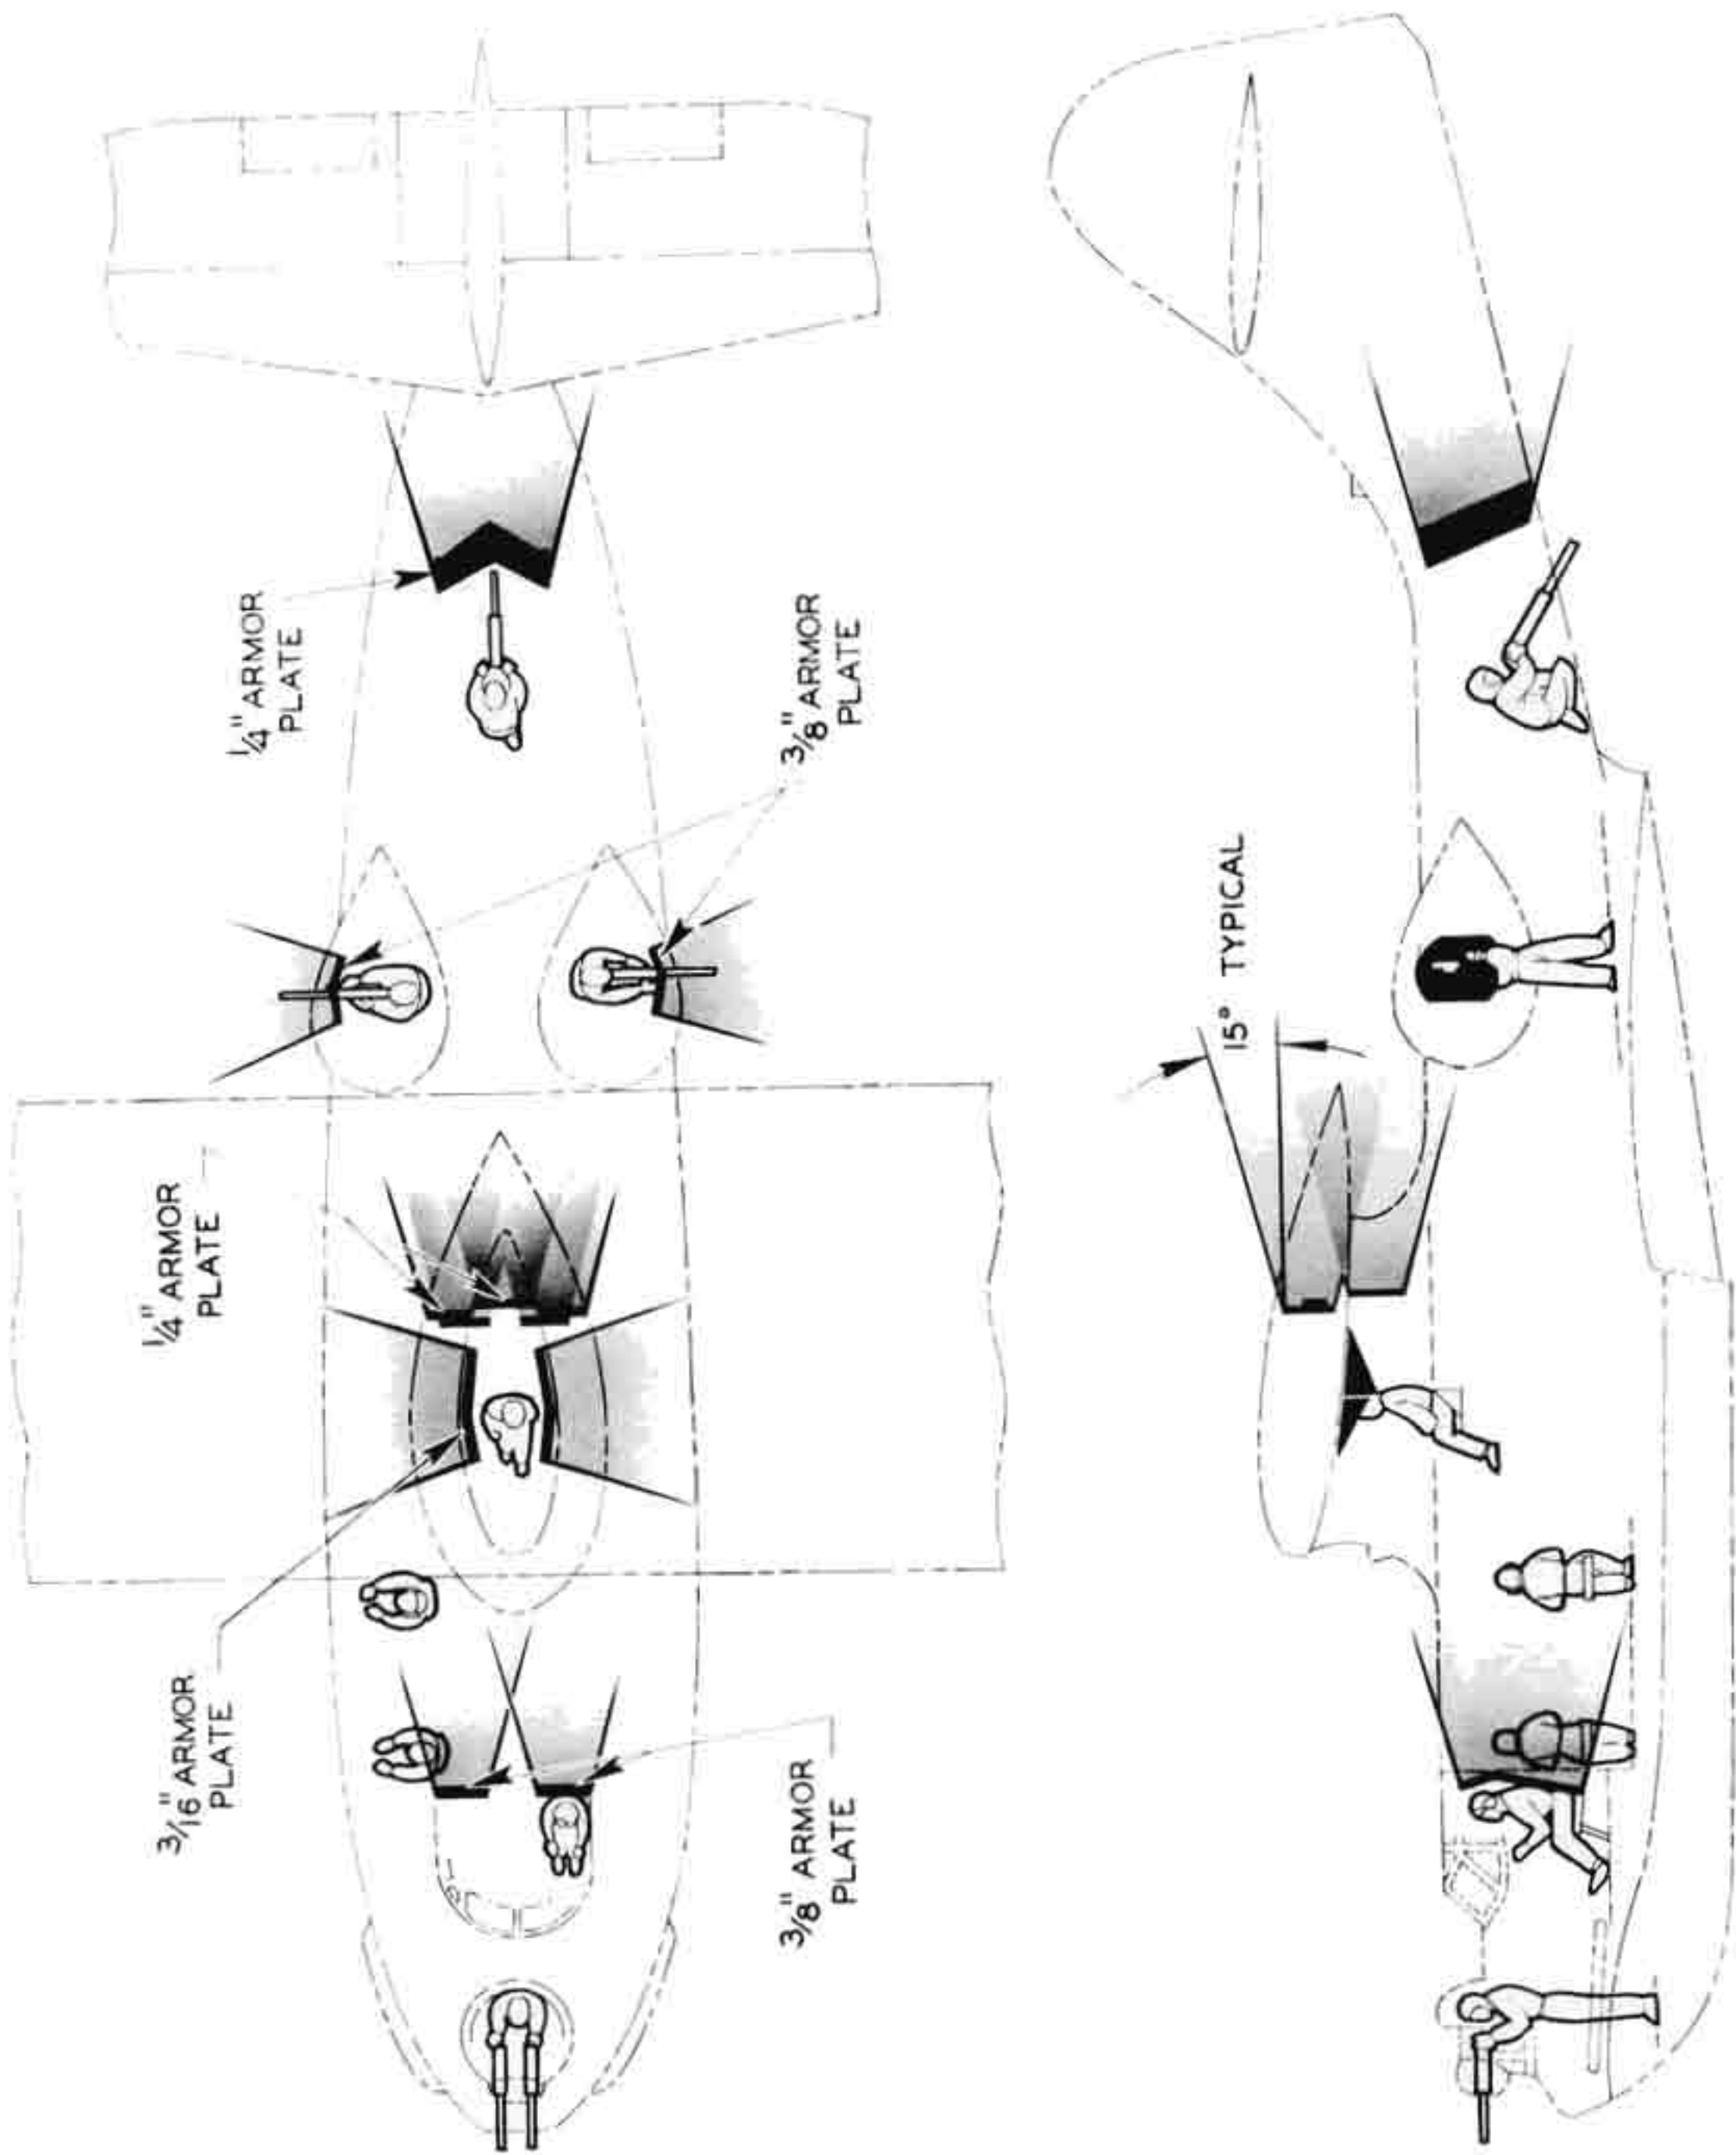 3/16" ARMOR
PLATE
1/4" ARMOR
PLATE
1/4" ARMOR
PLATE
3/8" ARMOR
PLATE
3/8" ARMOR
PLATE
15° TYPICAL